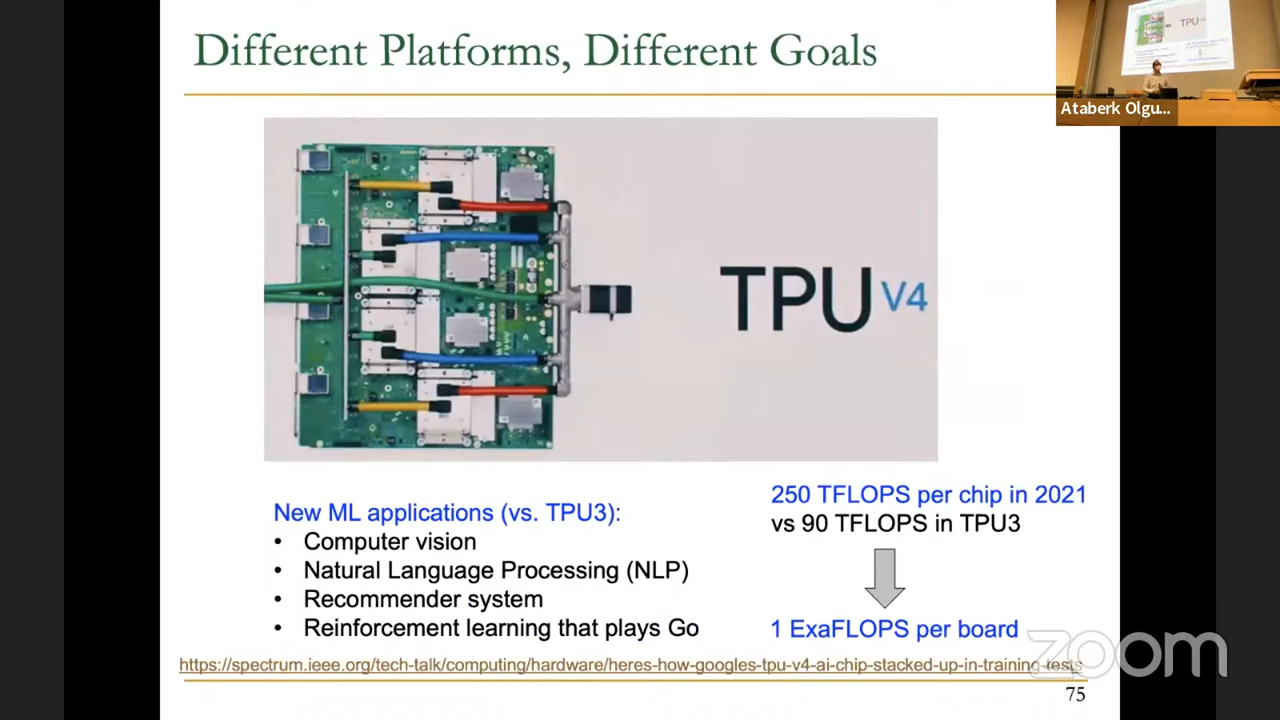 Different Platforms, Different Goals
Ataberk Olgu...
TPU V4
New ML applications (vs. TPU3):
• Computer vision
• Natural Language Processing (NLP)
• Recommender system
• Reinforcement learning that plays Go
250 TFLOPS per chip in 2021
vs 90 TFLOPS in TPU3
1 ExaFLOPS per board
https://spectrum.ieee.org/tech-talk/computing/hardware/heres-how-googles-tpu-v4-ai-chip-stacked-up-in-training-tests
zoom
75